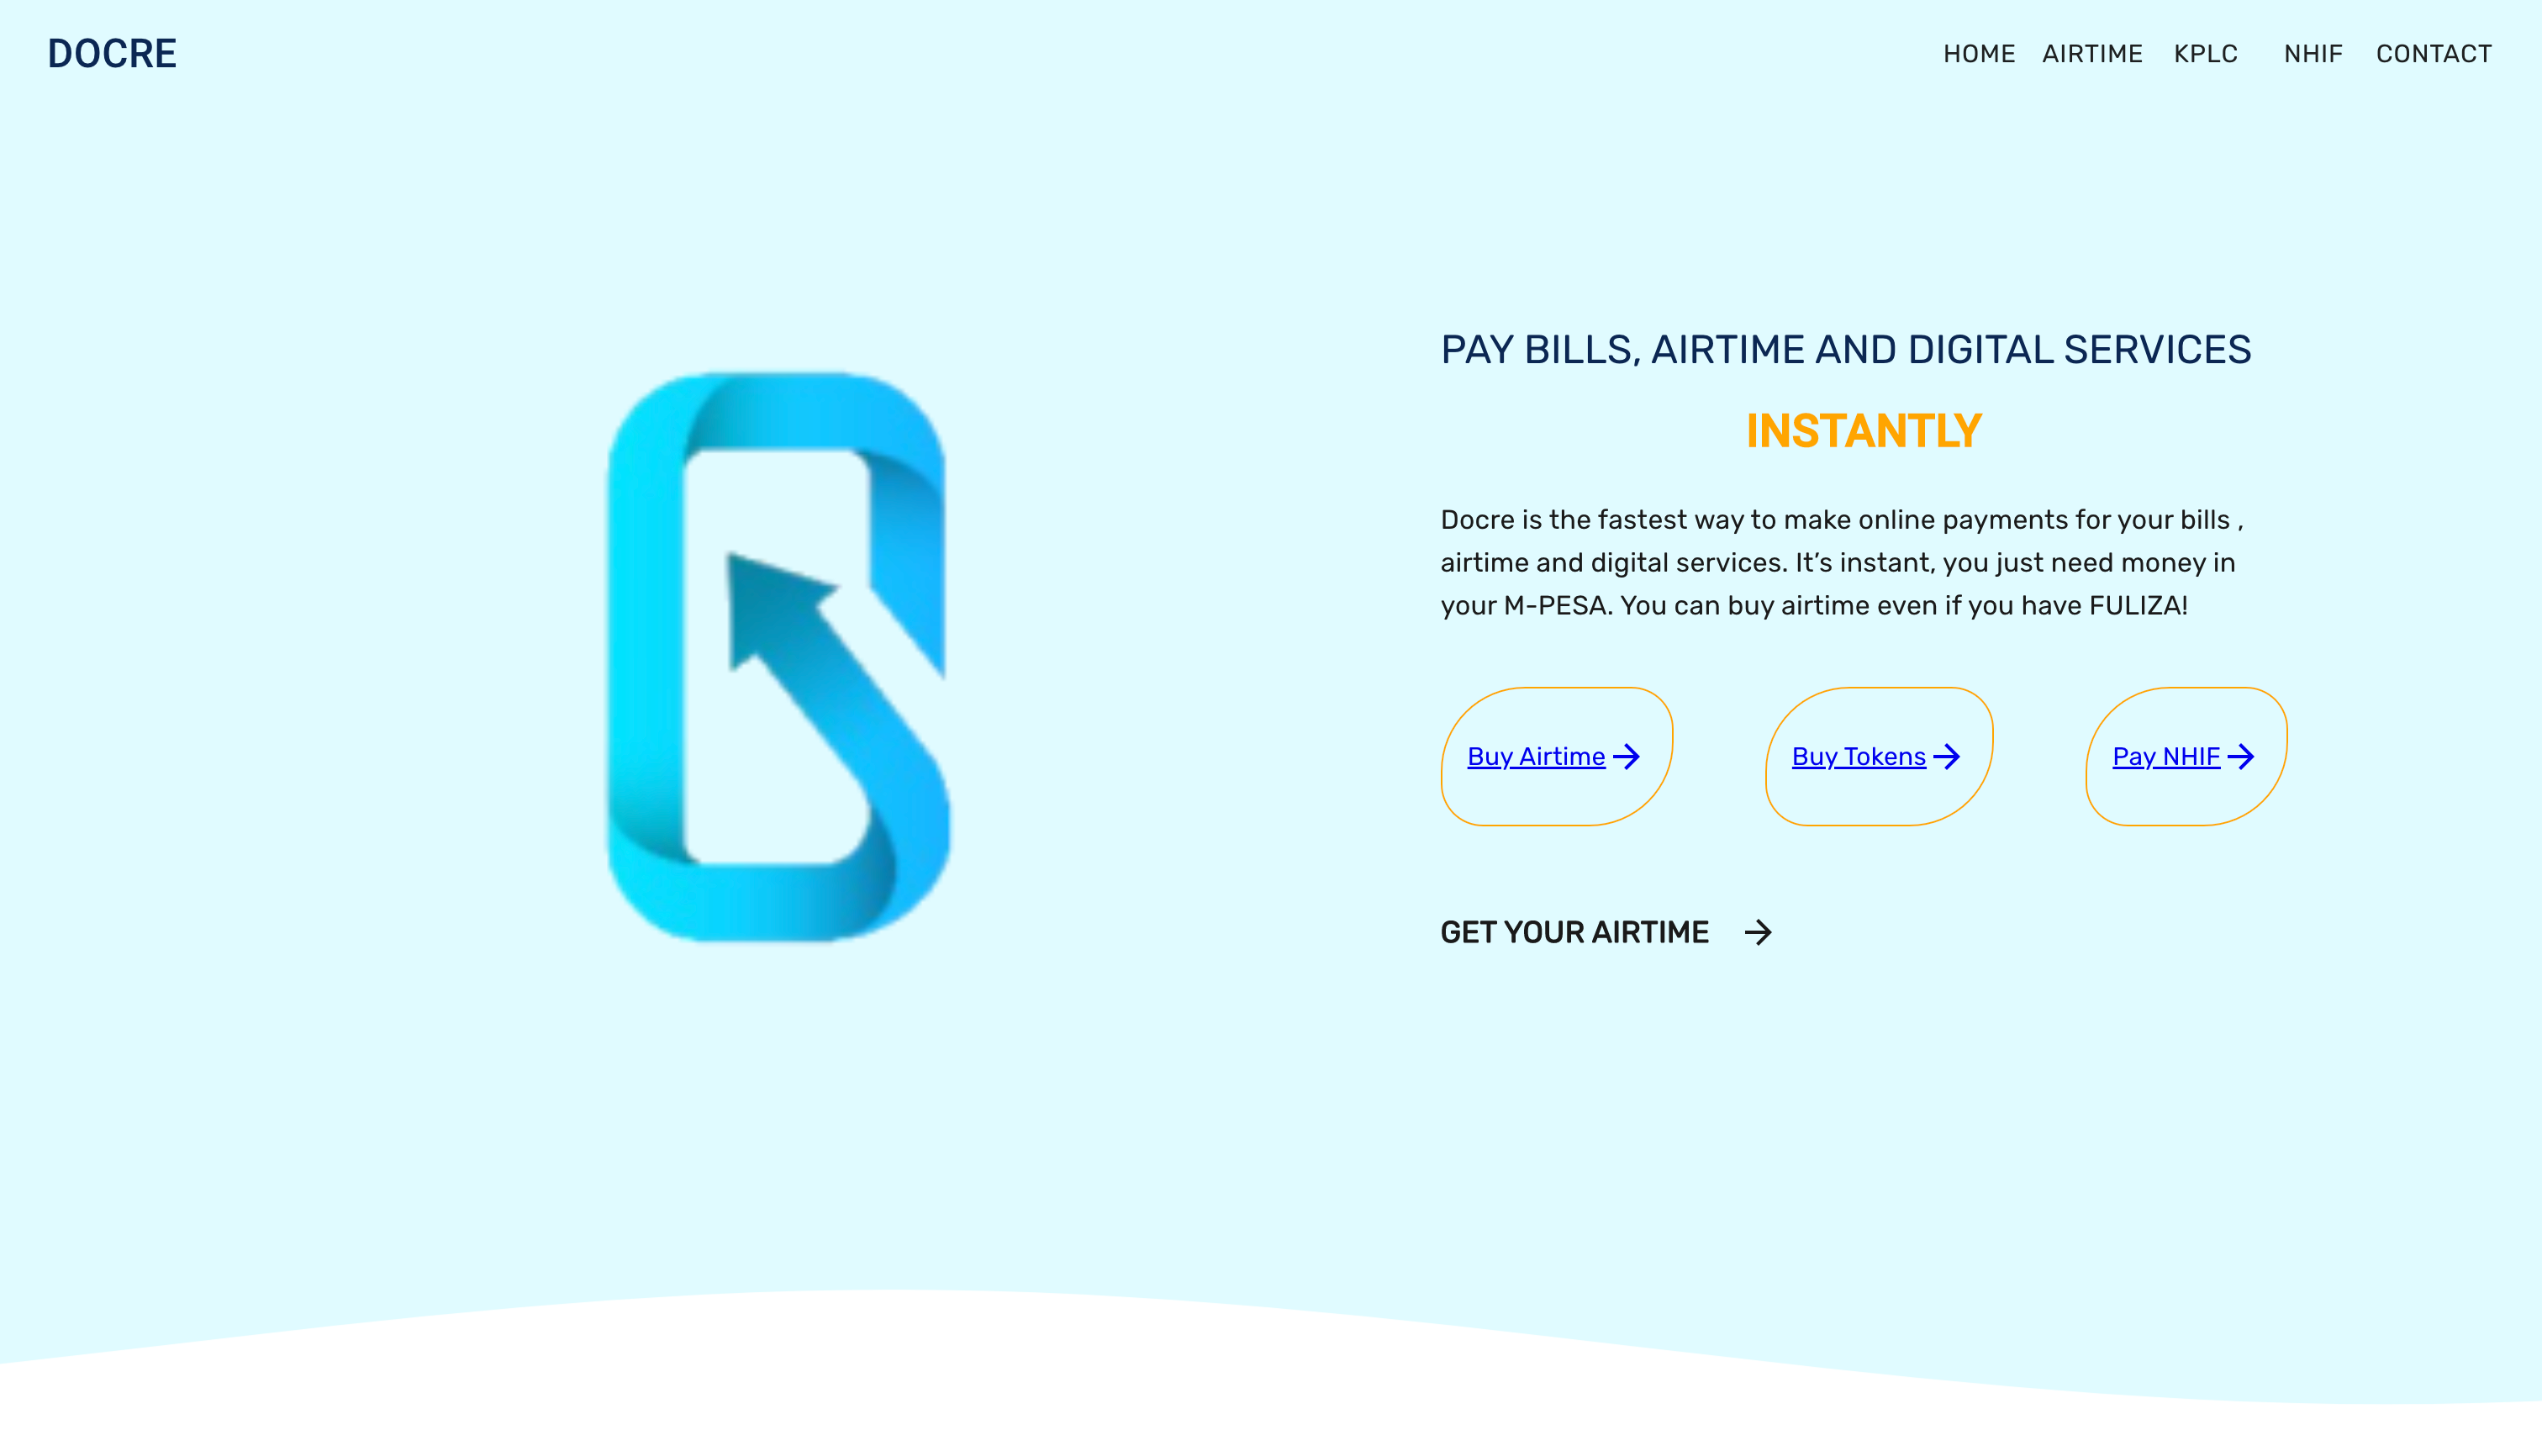 DOCRE
HOME AIRTIME KPLC NHIF CONTACT
PAY BILLS, AIRTIME AND DIGITAL SERVICES
INSTANTLY
Docre is the fastest way to make online payments for your bills ,
airtime and digital services. It’s instant, you just need money in
your M-PESA. You can buy airtime even if you have FULIZA!
Buy Airtime
Buy Tokens
Pay NHIF
GET YOUR AIRTIME